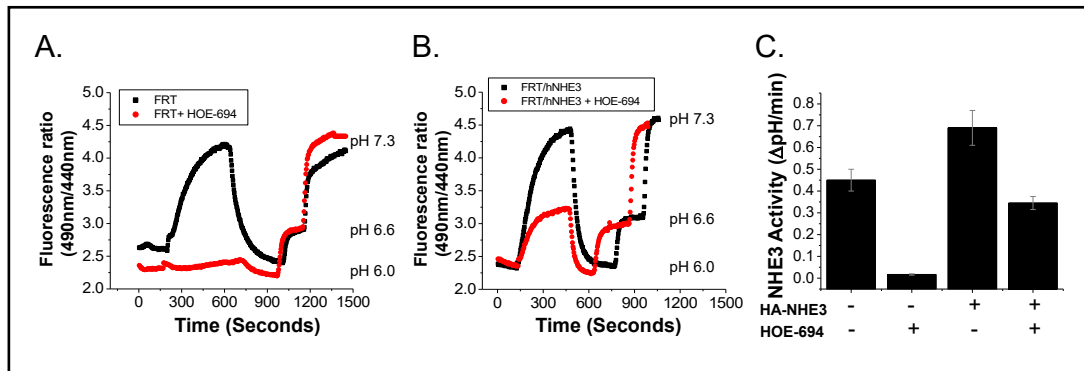 A.
FRT
FRT+ HOE-694
Fluorescence ratio
(490nm/440nm)
5.0
4.5
4.0
3.5
3.0
2.5
2.0
pH 7.3
pH 6.6
pH 6.0
0 300 600 900 1200 1500
Time (Seconds)
B.
FRT/hNHE3
FRT/hNHE3 + HOE-694
Fluorescence ratio
(490nm/440nm)
5.0
4.5
4.0
3.5
3.0
2.5
2.0
pH 7.3
pH 6.6
pH 6.0
0 300 600 900 1200 1500
Time (Seconds)
C.
NHE3 Activity (ΔpH/min)
0.8
0.7
0.6
0.5
0.4
0.3
0.2
0.1
0.0
HA-NHE3 - - + +
HOE-694 - + - +